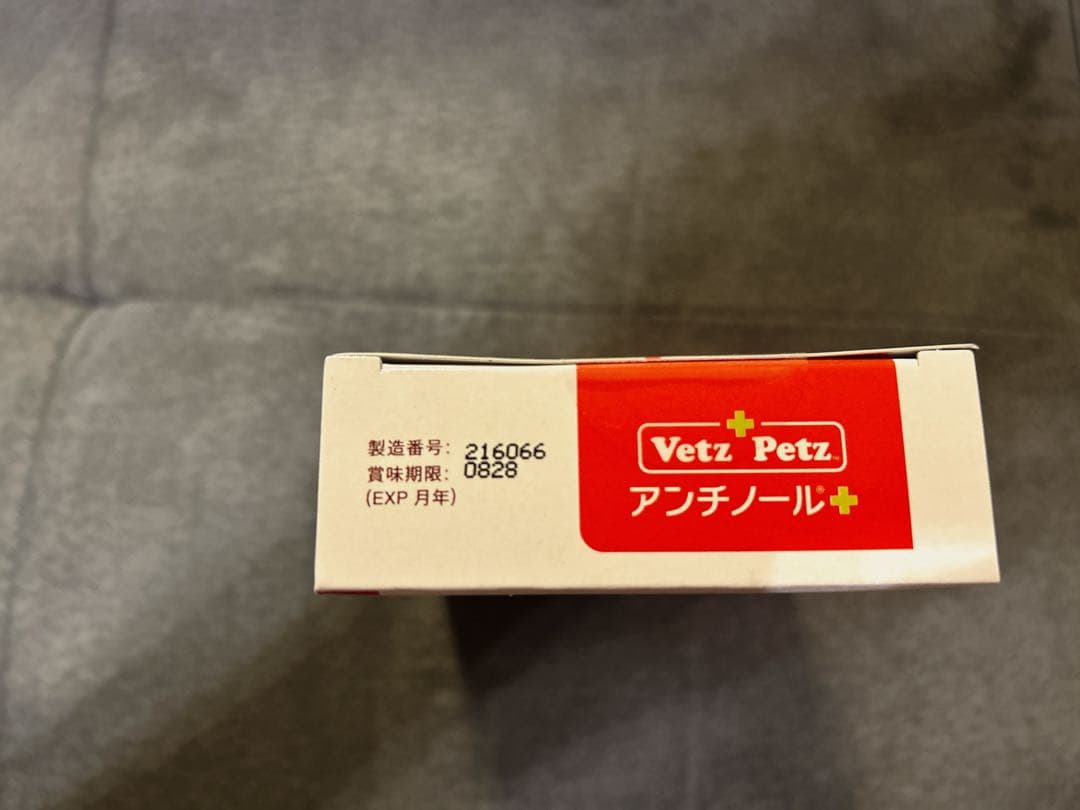 製造番号: 216066
賞味期限: 0828
(EXP 月年)
Vetz Petz™
アンチノール®+